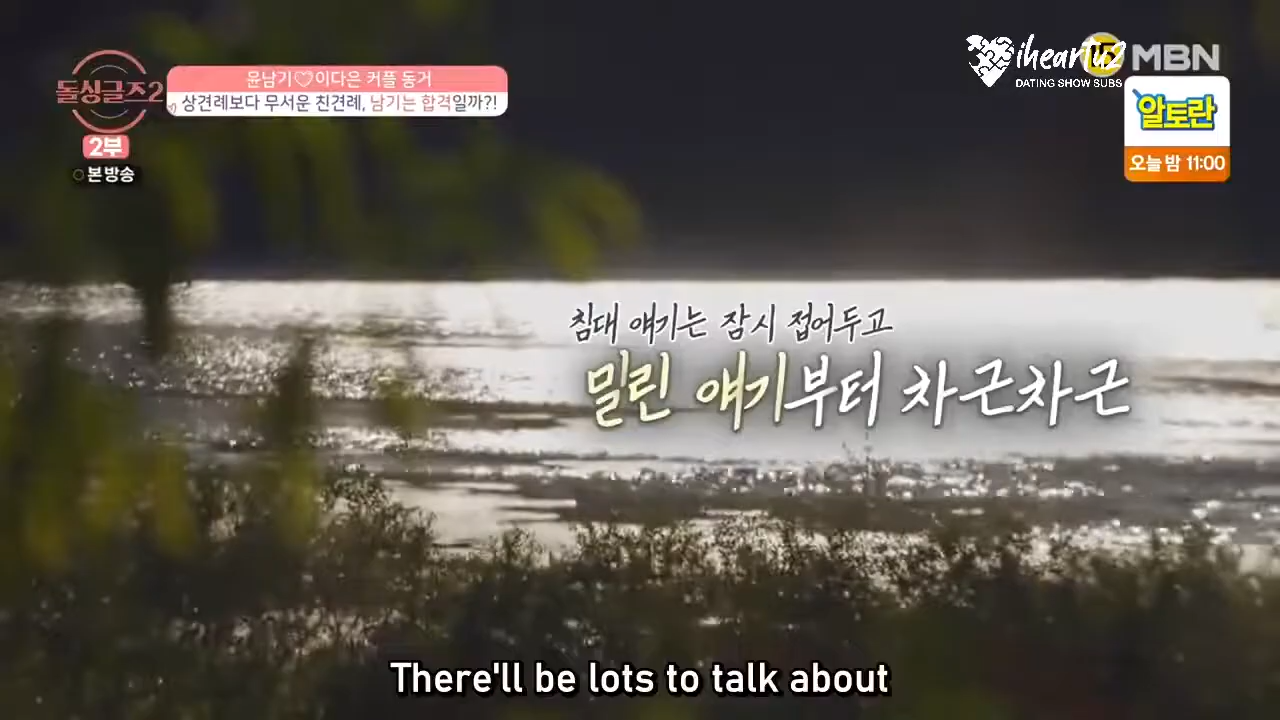 돌싱글즈2
2부
본방송
윤남기♡이다은 커플 동거
상견례보다 무서운 친견례, 남기는 합격일까?!
iheartu2
DATING SHOW SUBS
15
MBN
알토란
오늘 밤 11:00
침대 얘기는 잠시 접어두고
밀린 얘기부터 차근차근
There'll be lots to talk about